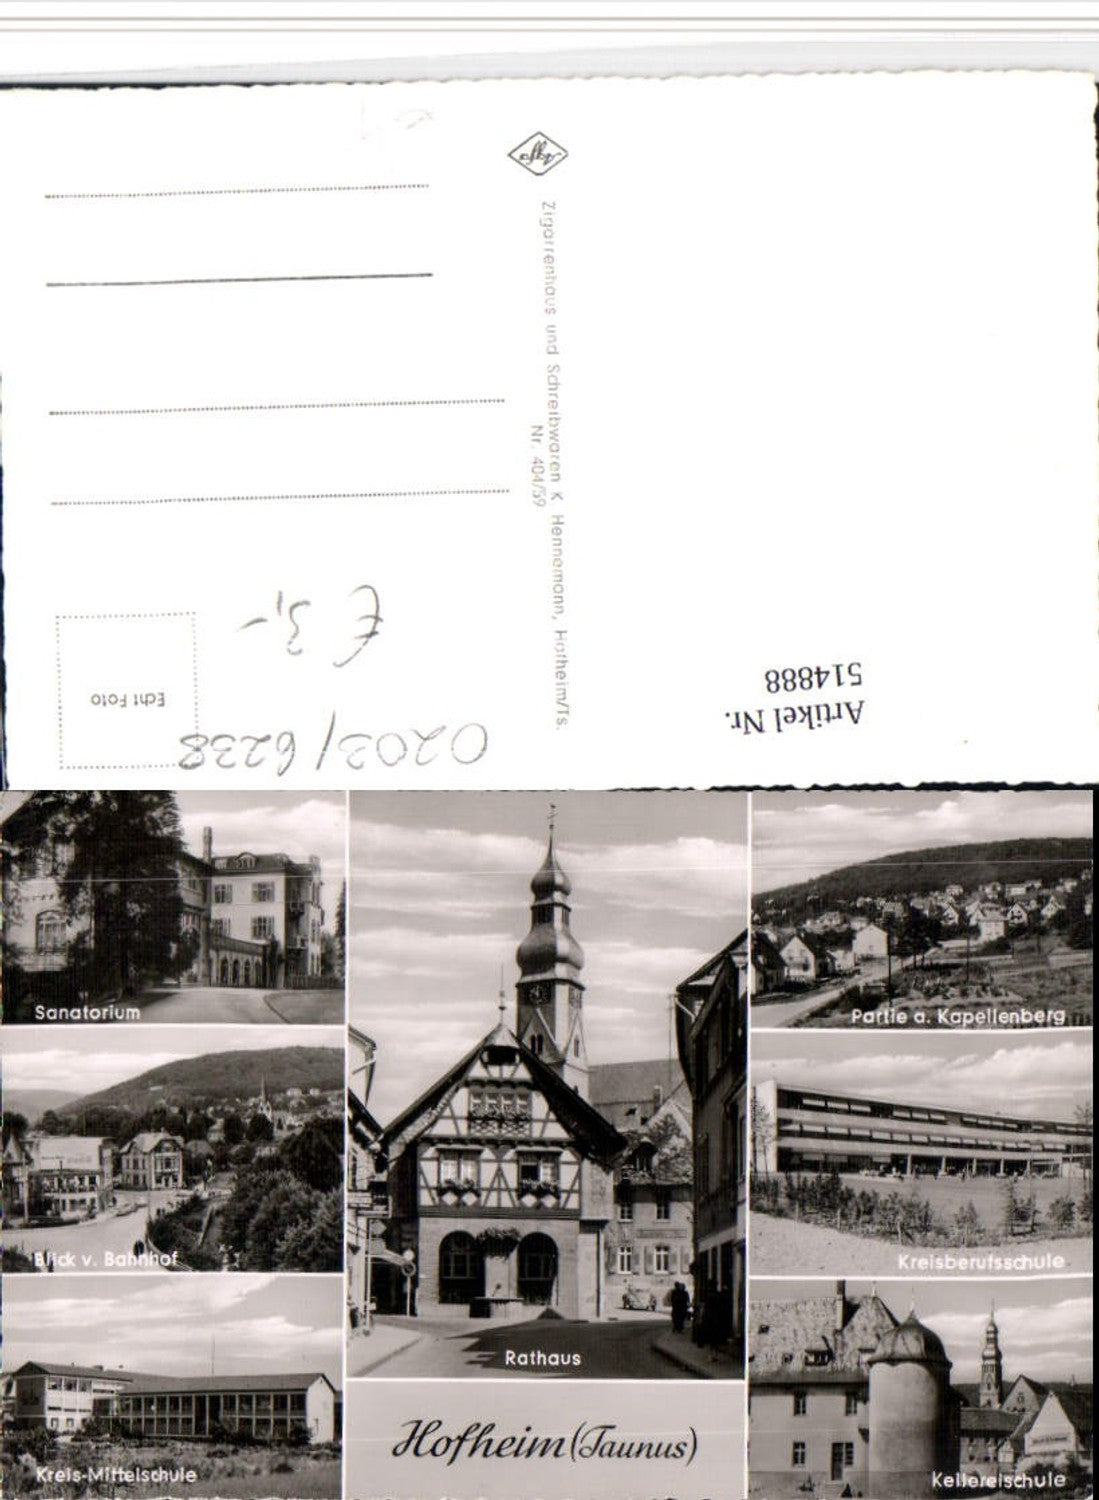 Zigarrenhaus und Schreibwaren K. Hennemann, Hofheim/Ts.
Nr. 404/59
€ 3,-
Echt Foto
0203/6238
Artikel Nr.
514888
Sanatorium
Partie a. Kapellenberg
Blick v. Bahnhof
Kreisberufsschule
Rathaus
Kreis-Mittelschule
Hofheim (Taunus)
Kellereischule